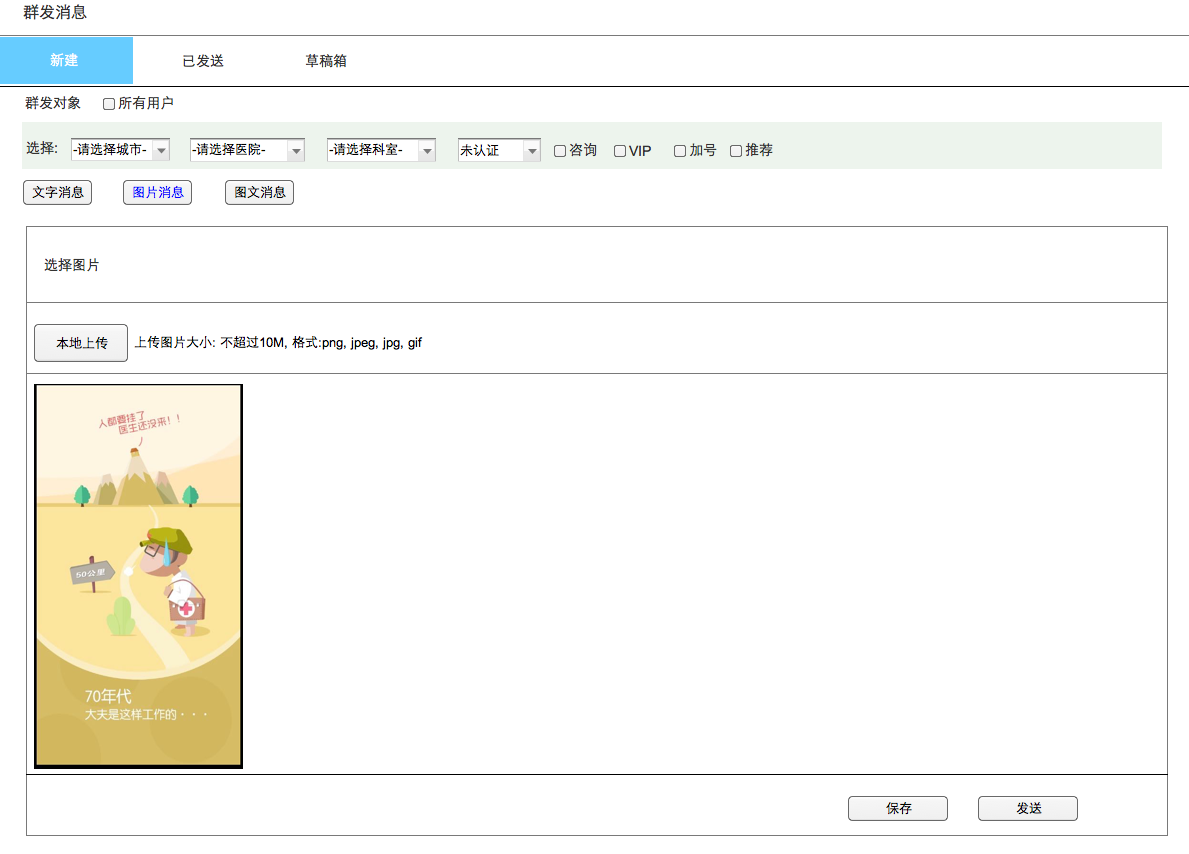 群发消息
新建 已发送 草稿箱
群发对象 所有用户
选择: -请选择城市- -请选择医院- -请选择科室- 未认证 咨询 VIP 加号 推荐
文字消息 图片消息 图文消息
选择图片
本地上传 上传图片大小: 不超过10M, 格式:png, jpeg, jpg, gif
人都要挂了
医生还没来！！
50公里
70年代
大夫是这样工作的・・・
保存 发送